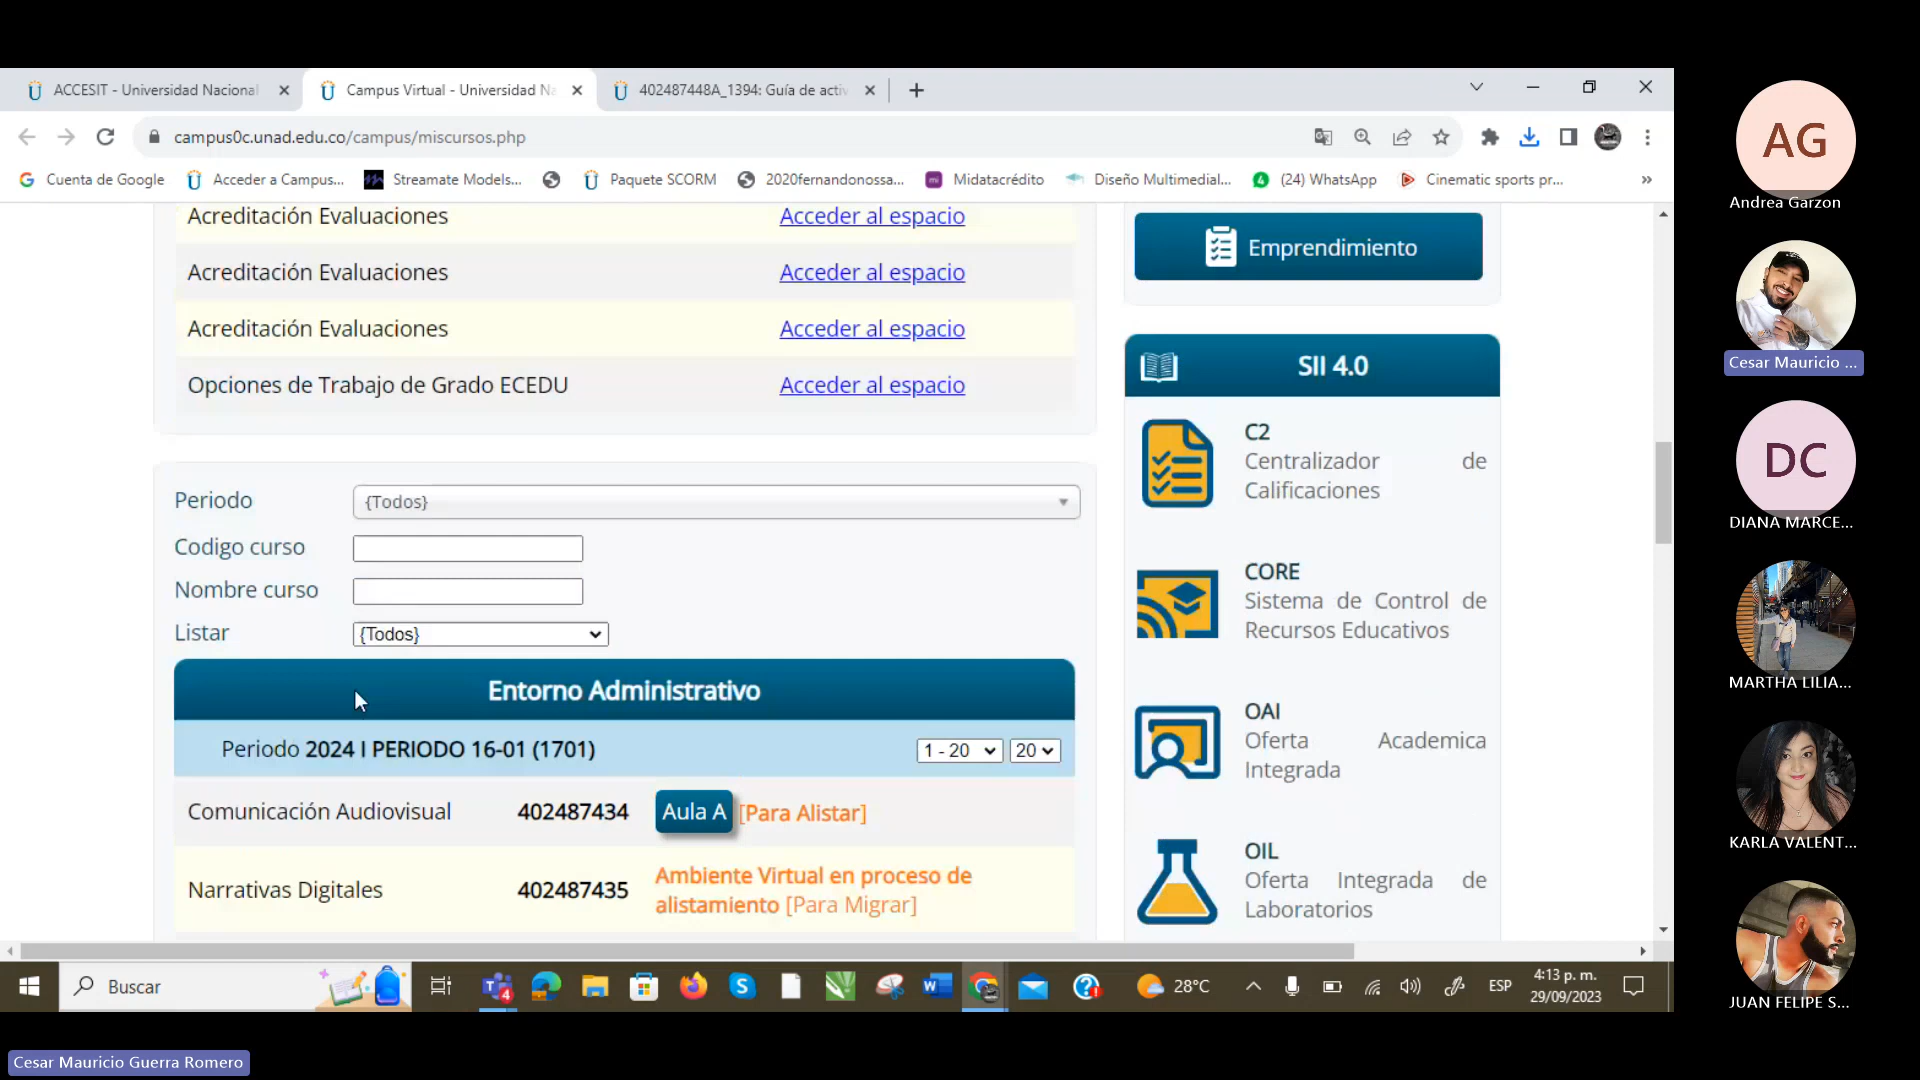 ACCESIT - Universidad Nacional
Campus Virtual - Universidad Na
402487448A_1394: Guía de activ
campus0c.unad.edu.co/campus/miscursos.php
Cuenta de Google
Acceder a Campus...
Streamate Models...
Paquete SCORM
2020fernandonossa...
Midatacrédito
Diseño Multimedial...
(24) WhatsApp
Cinematic sports pr...
»
Acreditación Evaluaciones Acceder al espacio
Acreditación Evaluaciones Acceder al espacio
Acreditación Evaluaciones Acceder al espacio
Opciones de Trabajo de Grado ECEDU Acceder al espacio
Periodo {Todos}
Codigo curso
Nombre curso
Listar {Todos}
Entorno Administrativo
Periodo 2024 I PERIODO 16-01 (1701) 1 - 20 20
Comunicación Audiovisual 402487434 Aula A [Para Alistar]
Narrativas Digitales 402487435 Ambiente Virtual en proceso de
alistamiento [Para Migrar]
Emprendimiento
SII 4.0
C2
Centralizador de
Calificaciones
CORE
Sistema de Control de
Recursos Educativos
OAI
Oferta Academica
Integrada
OIL
Oferta Integrada de
Laboratorios
Buscar
28°C
ESP
4:13 p. m.
29/09/2023
AG
Andrea Garzon
Cesar Mauricio ...
DC
DIANA MARCE...
MARTHA LILIA...
KARLA VALENT...
JUAN FELIPE S...
Cesar Mauricio Guerra Romero